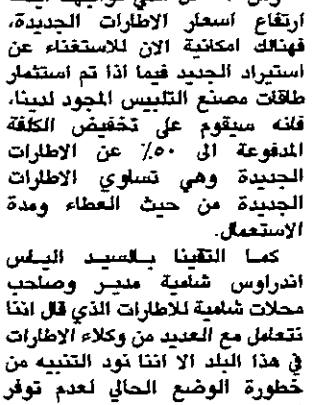 ارتفاع اسعار الاطارات الجديدة،
فهنالك امكانية الان للاستغناء عن
استيراد الجديد فيما اذا تم استثمار
طاقات مصنع التلبيس المجود لدينا،
فانه سيقوم على تخفيض الكلفة
المدفوعة الى ٥٠٪ عن الاطارات
الجديدة وهي تساوي الاطارات
الجديدة من حيث العطاء ومدة
الاستعمال.
كما التقينا بالسيد الياس
اندراوس شامية مدير وصاحب
محلات شامية للاطارات الذي قال اننا
نتعامل مع العديد من وكلاء الاطارات
في هذا البلد الا اننا نود التنبيه من
خطورة الوضع الحالي لعدم توفر